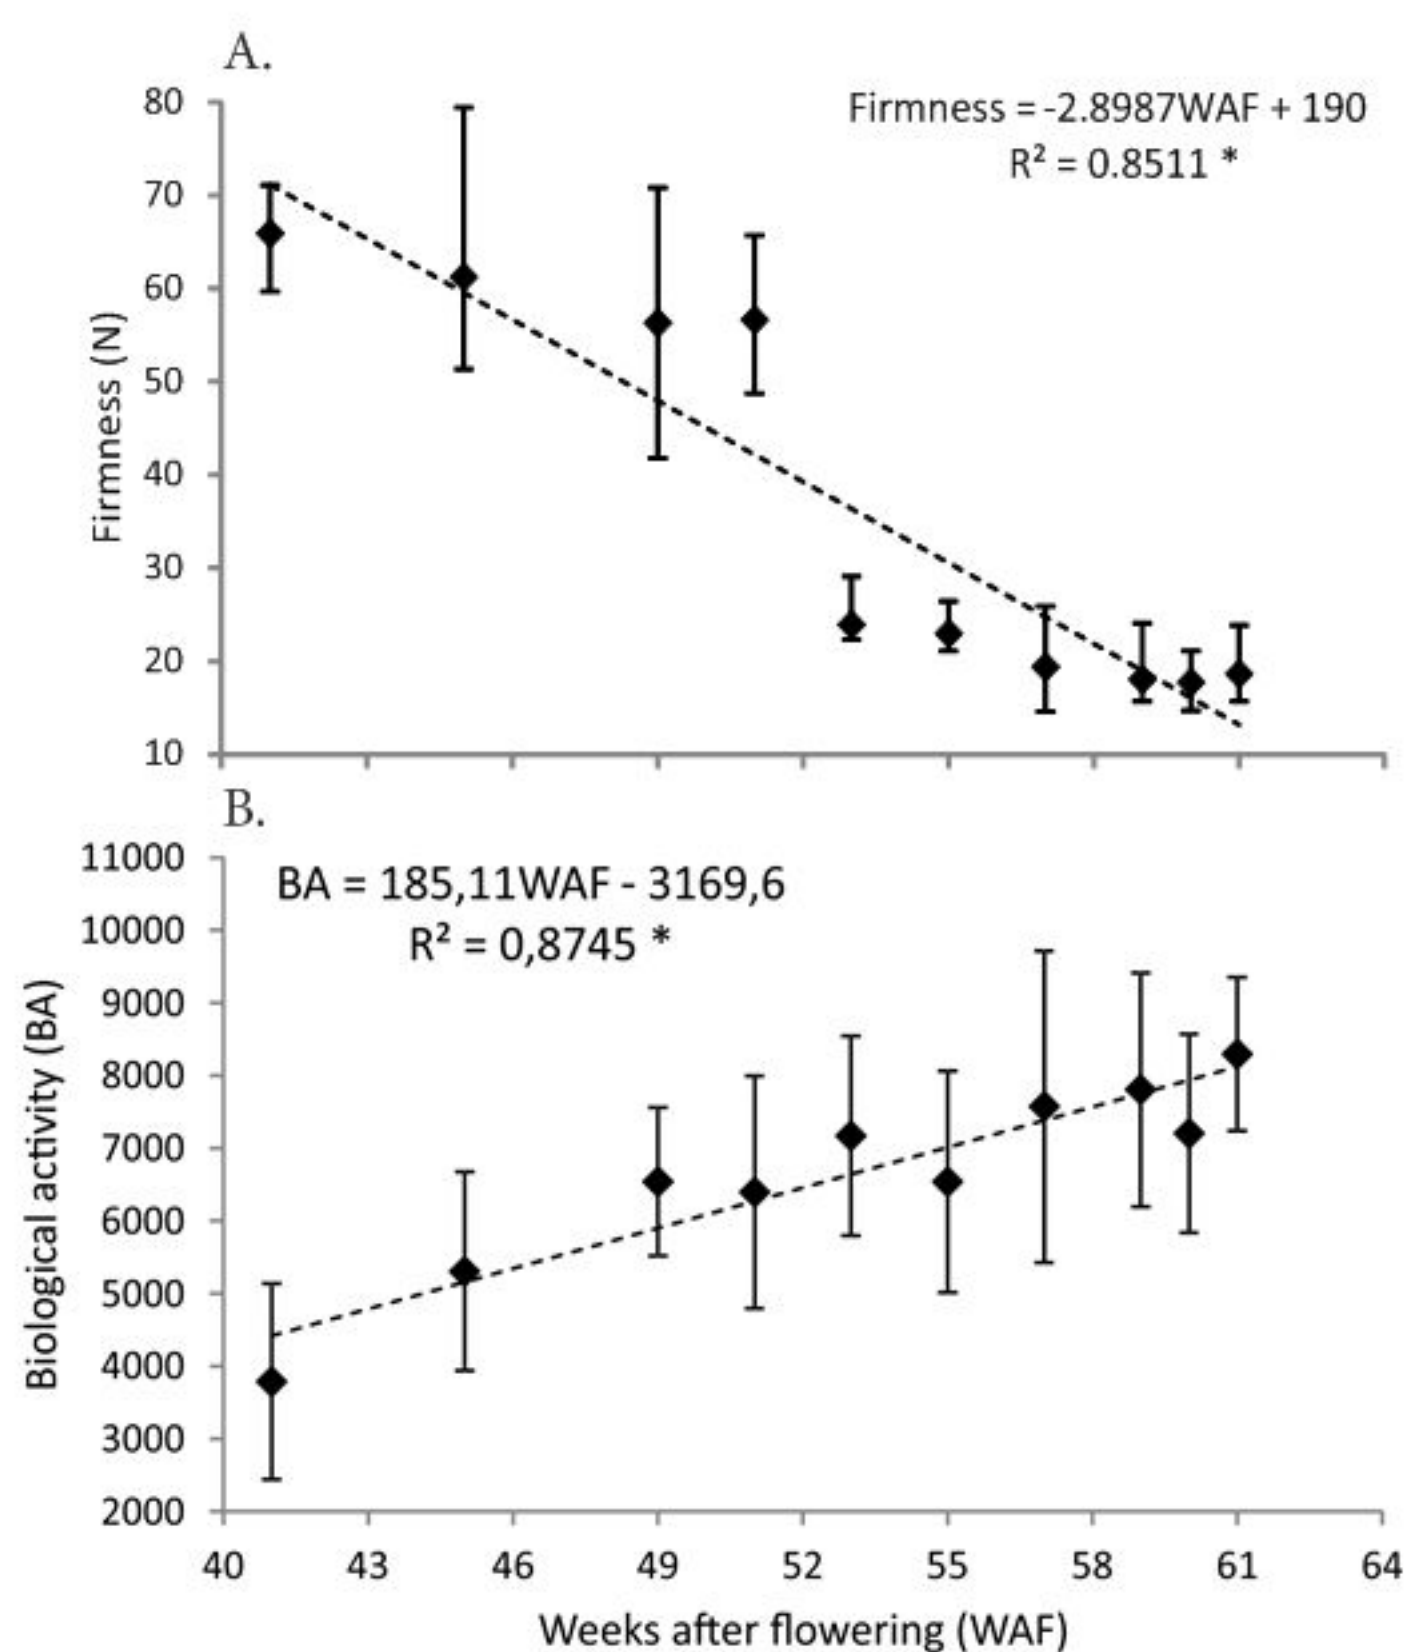 A.
Firmness = -2.8987WAF + 190
R² = 0.8511 *
80
70
60
50
40
30
20
10
Firmness (N)
B.
BA = 185,11WAF - 3169,6
R² = 0,8745 *
11000
10000
9000
8000
7000
6000
5000
4000
3000
2000
Biological activity (BA)
40 43 46 49 52 55 58 61 64
Weeks after flowering (WAF)